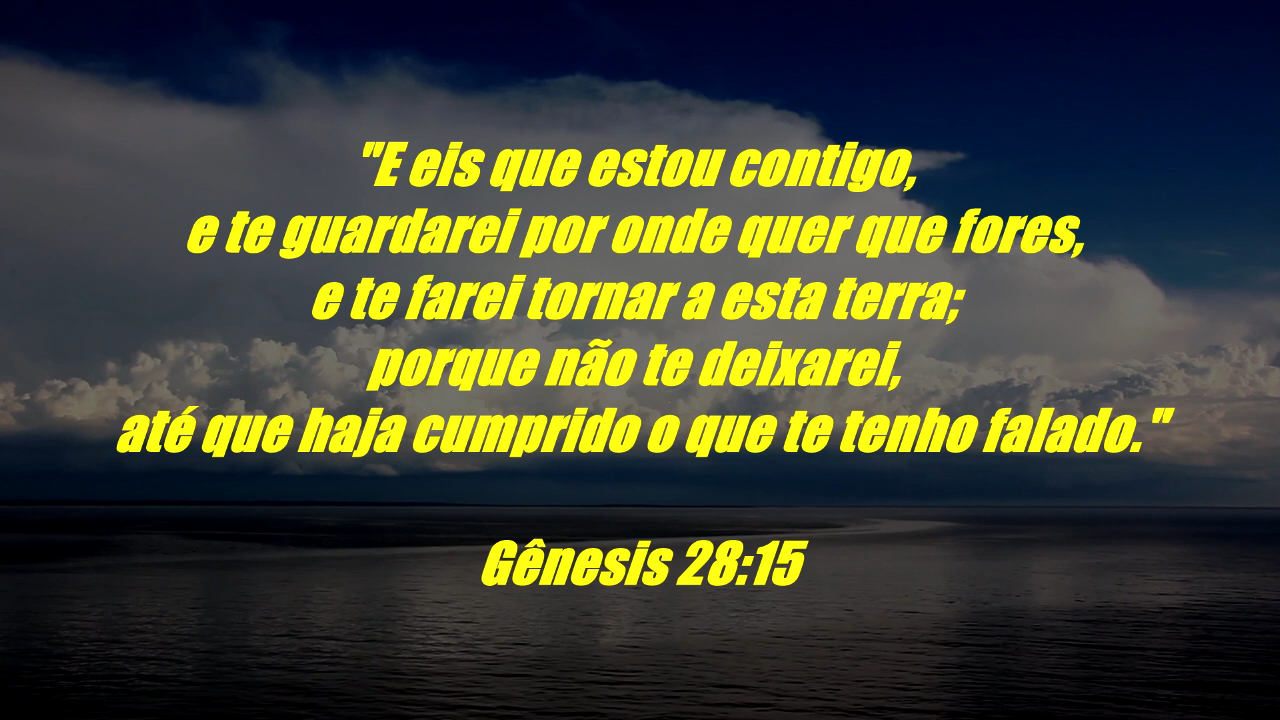 "E eis que estou contigo,
e te guardarei por onde quer que fores,
e te farei tornar a esta terra;
porque não te deixarei,
até que haja cumprido o que te tenho falado."
Gênesis 28:15